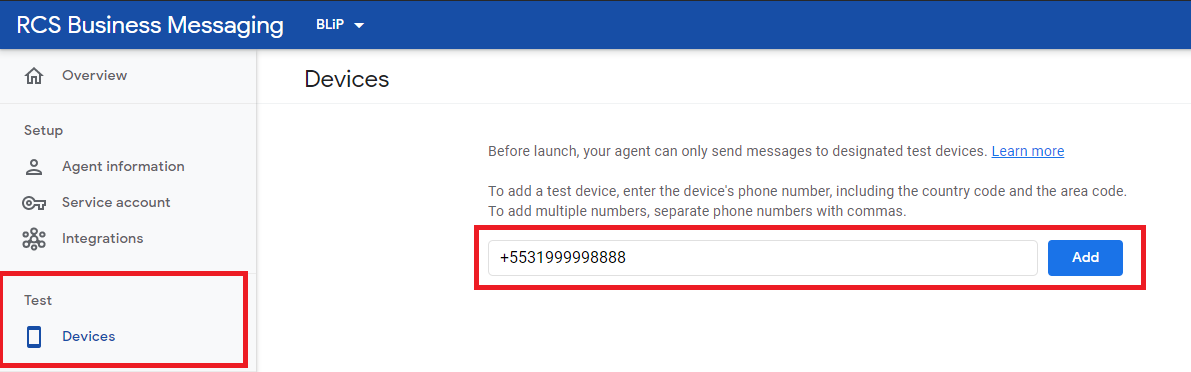 RCS Business Messaging BLiP
Overview
Setup
Agent information
Service account
Integrations
Test
Devices
Devices
Before launch, your agent can only send messages to designated test devices. Learn more
To add a test device, enter the device's phone number, including the country code and the area code.
To add multiple numbers, separate phone numbers with commas.
+5531999998888 Add